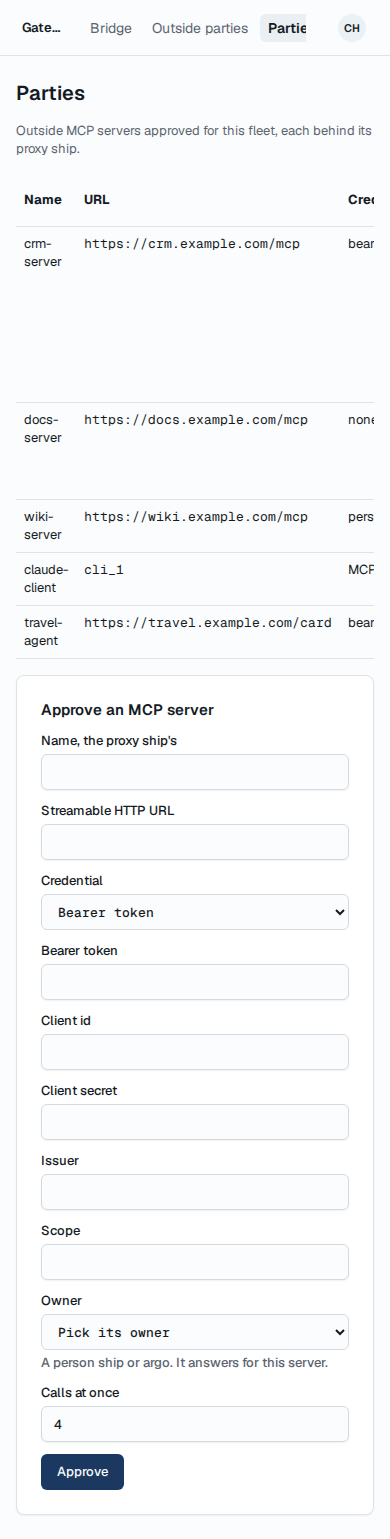 Gate... Bridge Outside parties Partie CH
Parties
Outside MCP servers approved for this fleet, each behind its
proxy ship.
Name URL Cred
crm- https://crm.example.com/mcp bear
server
docs- https://docs.example.com/mcp none
server
wiki- https://wiki.example.com/mcp pers
server
claude- cli_1 MCP
client
travel- https://travel.example.com/card bear
agent
Approve an MCP server
Name, the proxy ship's
Streamable HTTP URL
Credential
Bearer token
Bearer token
Client id
Client secret
Issuer
Scope
Owner
Pick its owner
A person ship or argo. It answers for this server.
Calls at once
4
Approve